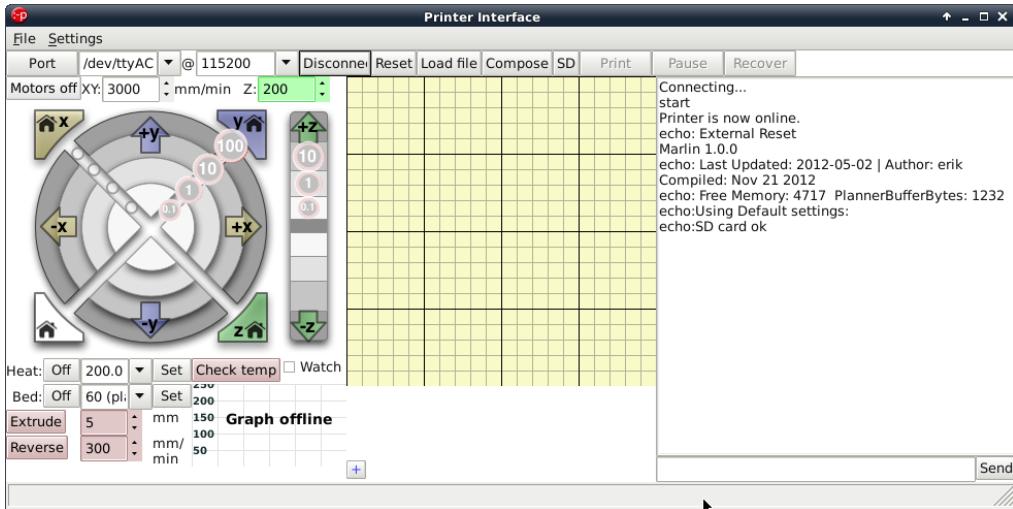 Printer Interface
File Settings
Port /dev/ttyAC @ 115200 Disconne Reset Load file Compose SD Print Pause Recover
Motors off XY: 3000 mm/min Z: 200
x +y y +z
100
10 10
1 1
0.1 0.1
-x +x
-y z -z
Heat: Off 200.0 Set Check temp Watch
Bed: Off 60 (pla Set
250
200
150
100
50
Graph offline
Extrude 5 mm
Reverse 300 mm/
min
+
Connecting...
start
Printer is now online.
echo: External Reset
Marlin 1.0.0
echo: Last Updated: 2012-05-02 | Author: erik
Compiled: Nov 21 2012
echo: Free Memory: 4717 PlannerBufferBytes: 1232
echo:Using Default settings:
echo:SD card ok
Send